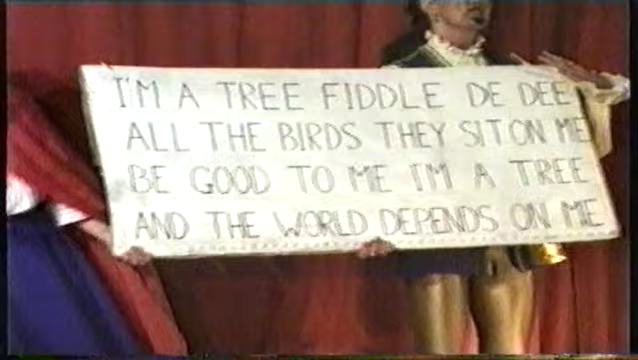 I'M A TREE FIDDLE DE DEE
ALL THE BIRDS THEY SIT ON ME
BE GOOD TO ME I'M A TREE
AND THE WORLD DEPENDS ON ME